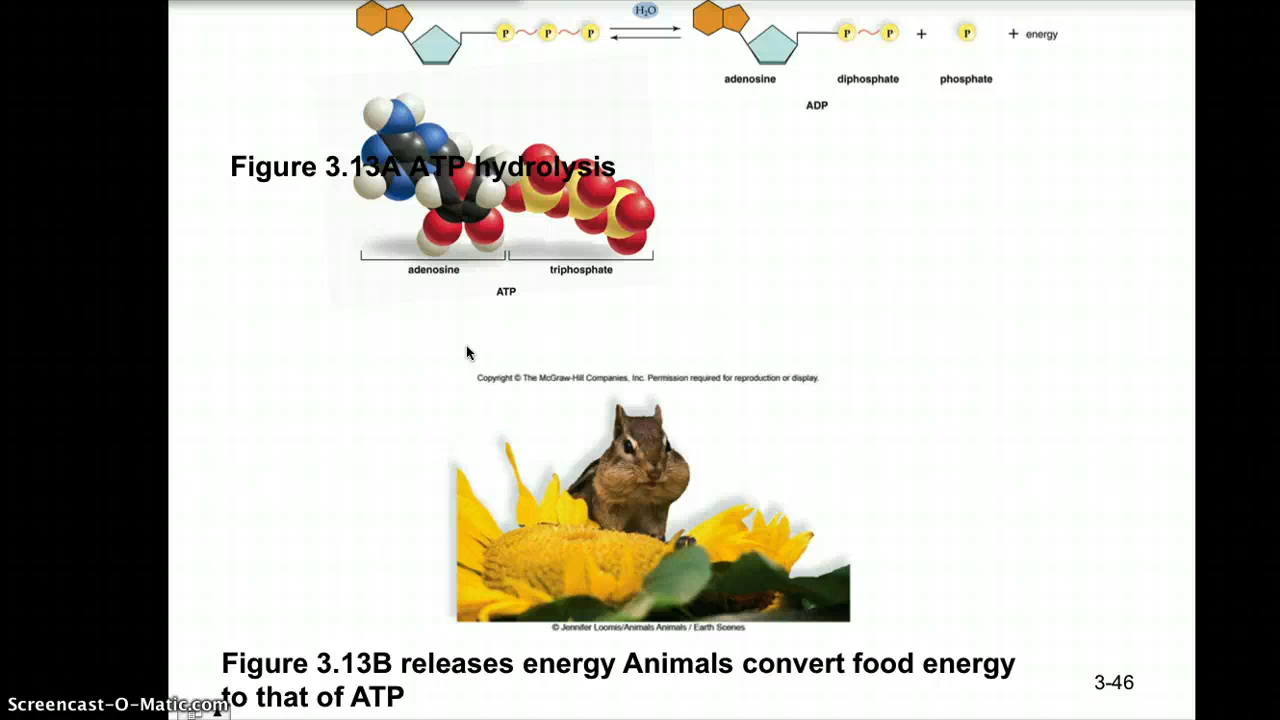 H₂O
P P P P P + P + energy
adenosine diphosphate phosphate
ADP
Figure 3.13A ATP hydrolysis
adenosine triphosphate
ATP
Copyright © The McGraw-Hill Companies, Inc. Permission required for reproduction or display.
© Jennifer Loomis/Animals Animals / Earth Scenes
Figure 3.13B releases energy Animals convert food energy
to that of ATP
3-46
Screencast-O-Matic.com